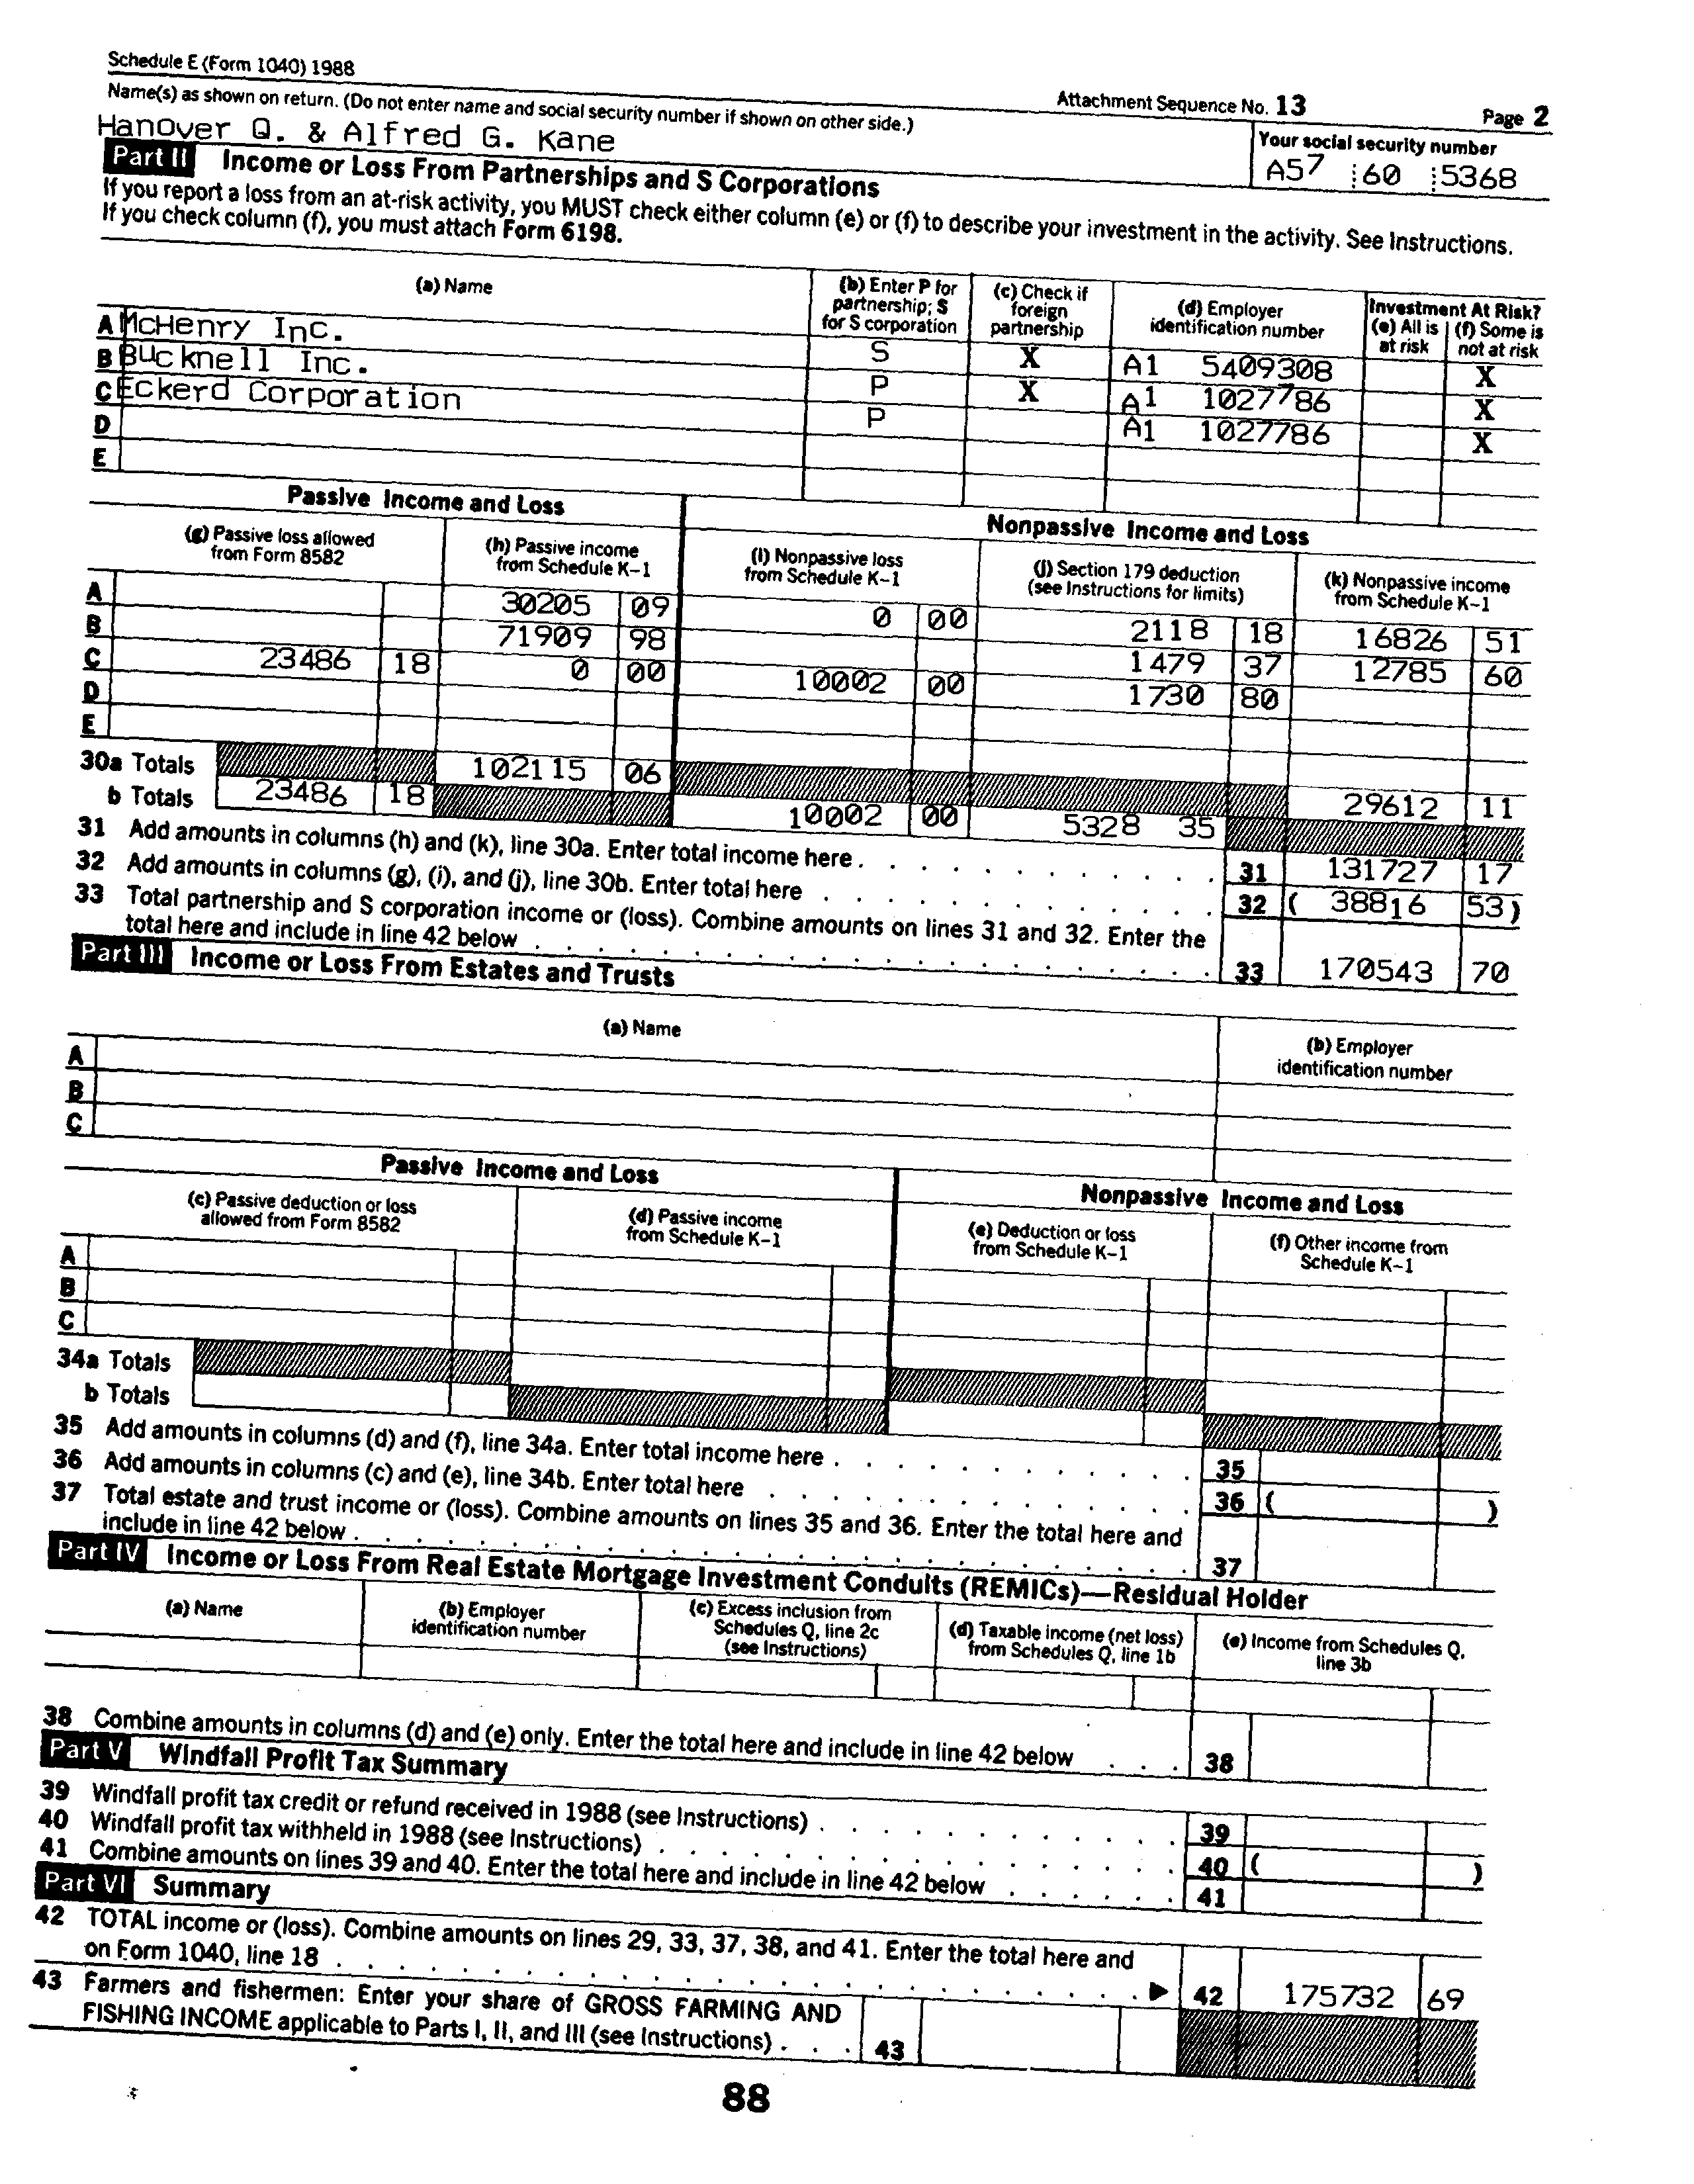 Schedule E (Form 1040) 1988
Attachment Sequence No. 13
Page 2
Name(s) as shown on return. (Do not enter name and social security number if shown on other side.)
Your social security number
Hanover Q. & Alfred G. Kane
A57 60 5368
Part II Income or Loss From Partnerships and S Corporations
If you report a loss from an at-risk activity, you MUST check either column (e) or (f) to describe your investment in the activity. See Instructions.
If you check column (f), you must attach Form 6198.
(a) Name
(b) Enter P for partnership; S for S corporation
(c) Check if foreign partnership
(d) Employer identification number
Investment At Risk?
(e) All is at risk
(f) Some is not at risk
A McHenry Inc. S X A1 5409308 X
B Bucknell Inc. P X A1 1027786 X
C Eckerd Corporation P A1 1027786 X
D
E
Passive Income and Loss
Nonpassive Income and Loss
(g) Passive loss allowed from Form 8582
(h) Passive income from Schedule K-1
(i) Nonpassive loss from Schedule K-1
(j) Section 179 deduction (see Instructions for limits)
(k) Nonpassive income from Schedule K-1
A 30205 09 0 00 2118 18 16826 51
B 71909 98 1479 37 12785 60
C 23486 18 0 00 10002 00 1730 80
D
E
30a Totals 102115 06 29612 11
b Totals 23486 18 10002 00 5328 35
31 Add amounts in columns (h) and (k), line 30a. Enter total income here . . . . . . . . . . . 31 131727 17
32 Add amounts in columns (g), (i), and (j), line 30b. Enter total here . . . . . . . . . . . . 32 ( 38816 53)
33 Total partnership and S corporation income or (loss). Combine amounts on lines 31 and 32. Enter the
total here and include in line 42 below . . . . . . . . . . . . . . . . . . . . . 33 170543 70
Part III Income or Loss From Estates and Trusts
(a) Name
(b) Employer identification number
A
B
C
Passive Income and Loss
Nonpassive Income and Loss
(c) Passive deduction or loss allowed from Form 8582
(d) Passive income from Schedule K-1
(e) Deduction or loss from Schedule K-1
(f) Other income from Schedule K-1
A
B
C
34a Totals
b Totals
35 Add amounts in columns (d) and (f), line 34a. Enter total income here . . . . . . . . . . . 35
36 Add amounts in columns (c) and (e), line 34b. Enter total here . . . . . . . . . . . . . 36 ( )
37 Total estate and trust income or (loss). Combine amounts on lines 35 and 36. Enter the total here and
include in line 42 below . . . . . . . . . . . . . . . . . . . . . . . . . 37
Part IV Income or Loss From Real Estate Mortgage Investment Conduits (REMICs)—Residual Holder
(a) Name
(b) Employer identification number
(c) Excess inclusion from Schedules Q, line 2c (see Instructions)
(d) Taxable income (net loss) from Schedules Q, line 1b
(e) Income from Schedules Q, line 3b
38 Combine amounts in columns (d) and (e) only. Enter the total here and include in line 42 below . . . 38
Part V Windfall Profit Tax Summary
39 Windfall profit tax credit or refund received in 1988 (see Instructions) . . . . . . . . . . . 39
40 Windfall profit tax withheld in 1988 (see Instructions) . . . . . . . . . . . . . . . . 40 ( )
41 Combine amounts on lines 39 and 40. Enter the total here and include in line 42 below . . . . . . 41
Part VI Summary
42 TOTAL income or (loss). Combine amounts on lines 29, 33, 37, 38, and 41. Enter the total here and
on Form 1040, line 18 . . . . . . . . . . . . . . . . . . . . . . . . ▶ 42 175732 69
43 Farmers and fishermen: Enter your share of GROSS FARMING AND
FISHING INCOME applicable to Parts I, II, and III (see Instructions) . . . 43
88